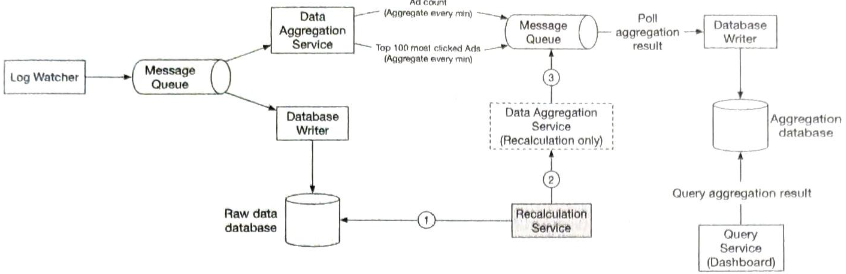 Ad count
(Aggregate every min)
Data
Aggregation
Service
Top 100 most clicked Ads
(Aggregate every min)
Message
Queue
Poll
aggregation
result
Database
Writer
Log Watcher
Message
Queue
3
Database
Writer
Data Aggregation
Service
(Recalculation only)
Aggregation
database
2
Query aggregation result
Raw data
database
1
Recalculation
Service
Query
Service
(Dashboard)